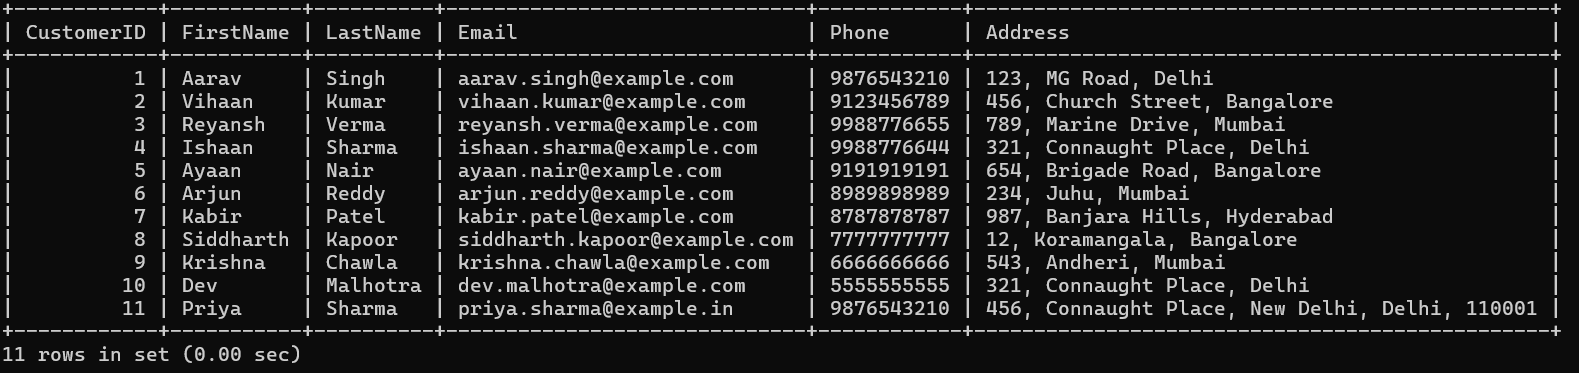 +------------+-----------+----------+------------------------------+------------+------------------------------------------------+
| CustomerID | FirstName | LastName | Email                        | Phone      | Address                                        |
+------------+-----------+----------+------------------------------+------------+------------------------------------------------+
|          1 | Aarav     | Singh    | aarav.singh@example.com      | 9876543210 | 123, MG Road, Delhi                            |
|          2 | Vihaan    | Kumar    | vihaan.kumar@example.com     | 9123456789 | 456, Church Street, Bangalore                  |
|          3 | Reyansh   | Verma    | reyansh.verma@example.com    | 9988776655 | 789, Marine Drive, Mumbai                      |
|          4 | Ishaan    | Sharma   | ishaan.sharma@example.com    | 9988776644 | 321, Connaught Place, Delhi                    |
|          5 | Ayaan     | Nair     | ayaan.nair@example.com       | 9191919191 | 654, Brigade Road, Bangalore                   |
|          6 | Arjun     | Reddy    | arjun.reddy@example.com      | 8989898989 | 234, Juhu, Mumbai                              |
|          7 | Kabir     | Patel    | kabir.patel@example.com      | 8787878787 | 987, Banjara Hills, Hyderabad                  |
|          8 | Siddharth | Kapoor   | siddharth.kapoor@example.com | 7777777777 | 12, Koramangala, Bangalore                     |
|          9 | Krishna   | Chawla   | krishna.chawla@example.com   | 6666666666 | 543, Andheri, Mumbai                           |
|         10 | Dev       | Malhotra | dev.malhotra@example.com     | 5555555555 | 321, Connaught Place, Delhi                    |
|         11 | Priya     | Sharma   | priya.sharma@example.in      | 9876543210 | 456, Connaught Place, New Delhi, Delhi, 110001 |
+------------+-----------+----------+------------------------------+------------+------------------------------------------------+
11 rows in set (0.00 sec)